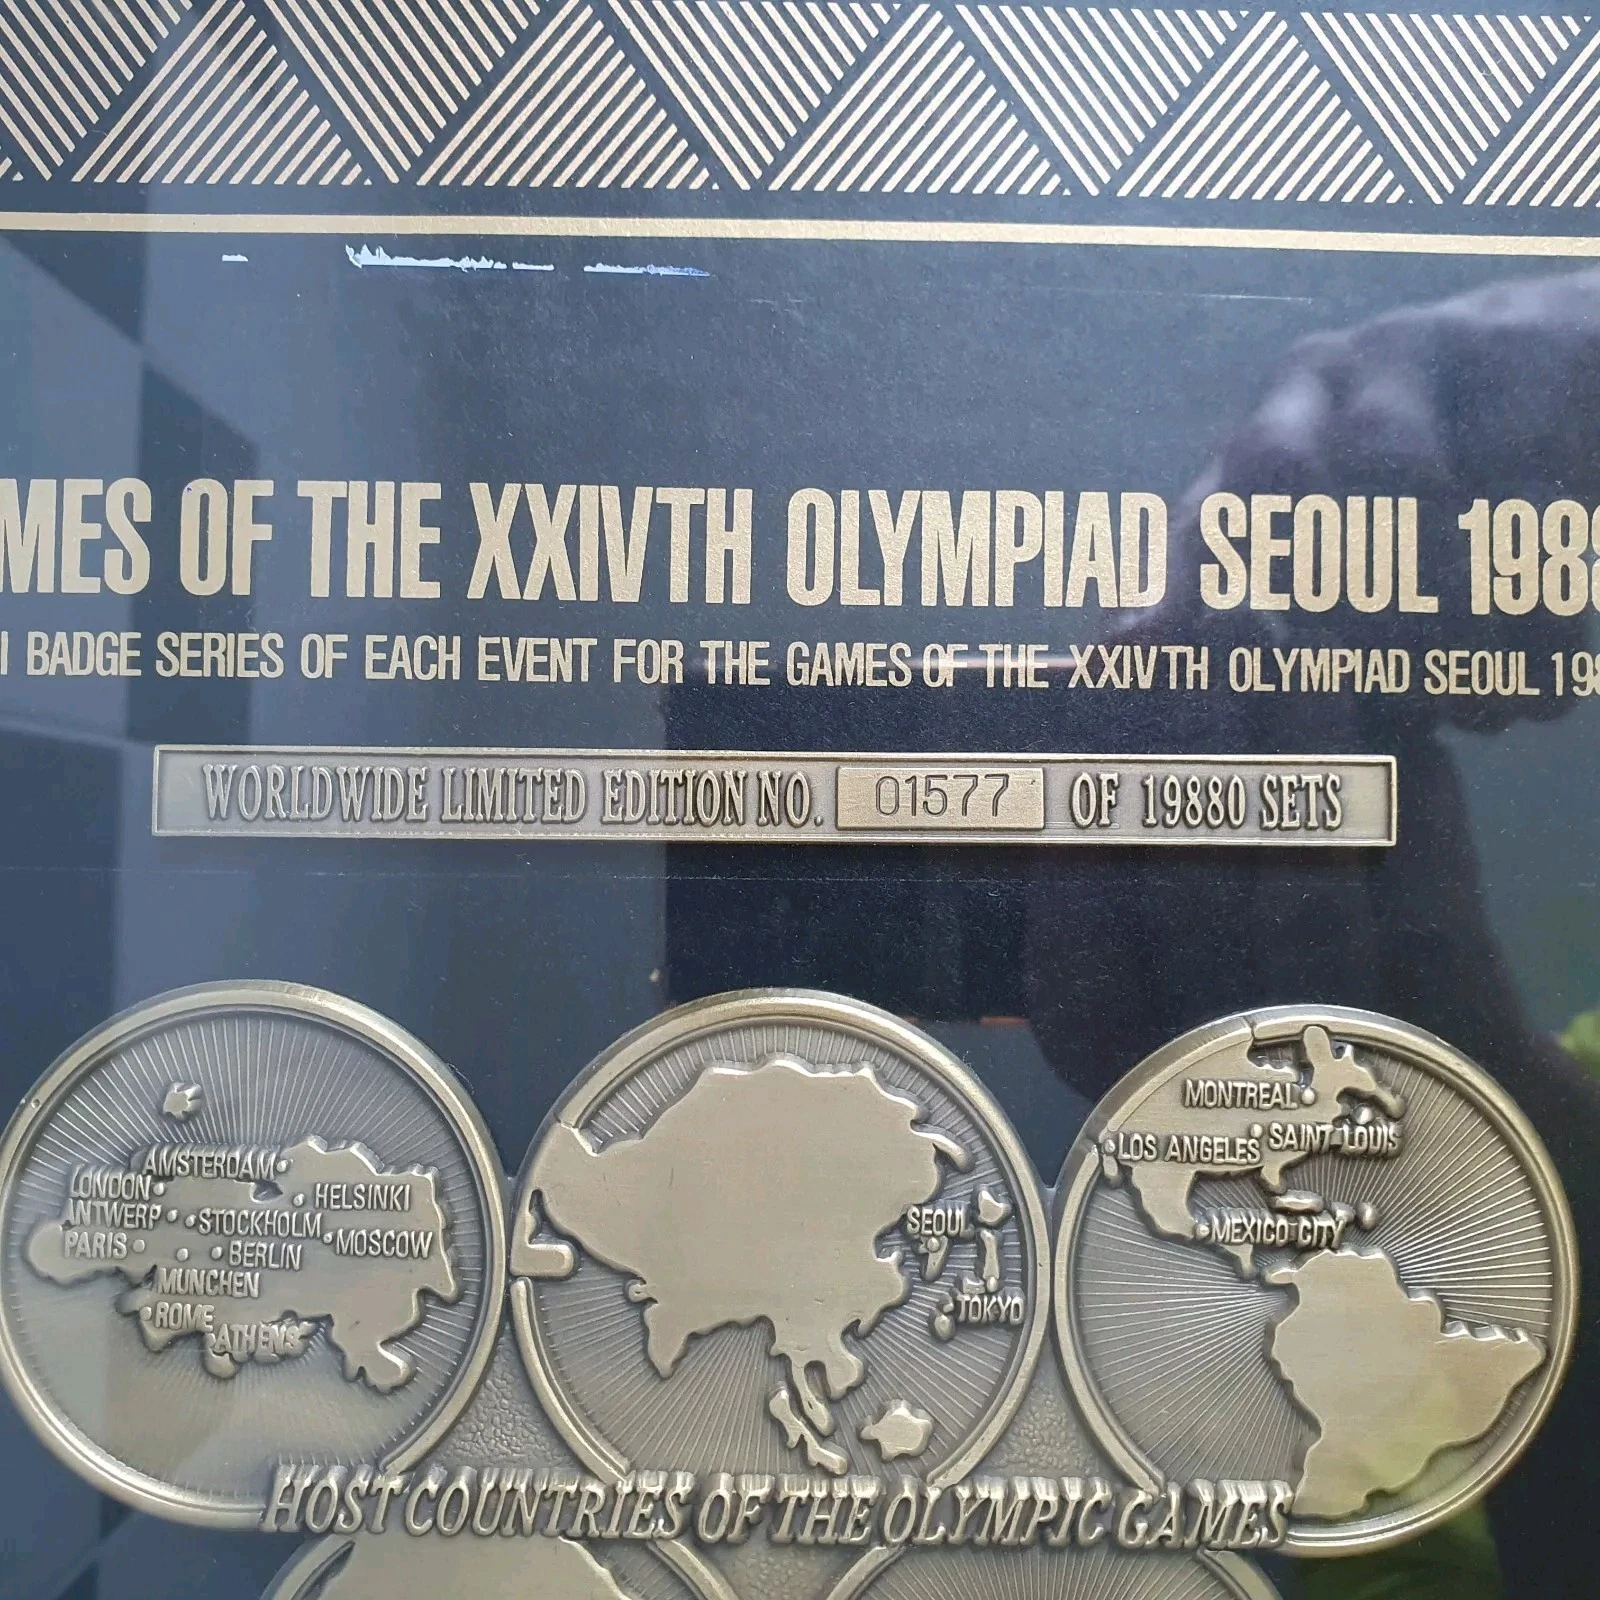 MES OF THE XXIVTH OLYMPIAD SEOUL 1988
I BADGE SERIES OF EACH EVENT FOR THE GAMES OF THE XXIVTH OLYMPIAD SEOUL 198
WORLDWIDE LIMITED EDITION NO. 01577 OF 19880 SETS
AMSTERDAM
LONDON
HELSINKI
ANTWERP
STOCKHOLM
MOSCOW
PARIS
BERLIN
MÜNCHEN
ROME
ATHENS
SEOUL
TOKYO
MONTREAL
LOS ANGELES
SAINT LOUIS
MEXICO CITY
HOST COUNTRIES OF THE OLYMPIC GAMES